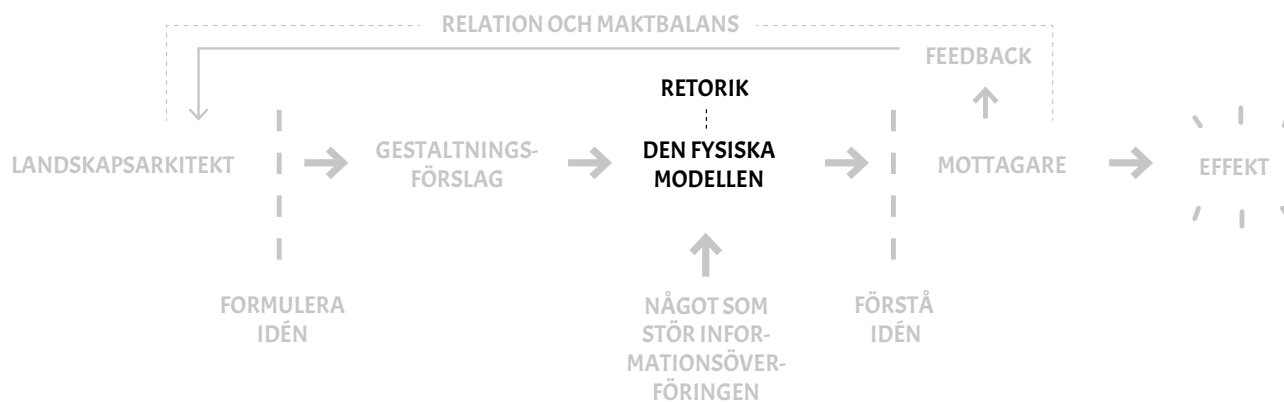 RELATION OCH MAKTBALANS
FEEDBACK
RETORIK
LANDSKAPSARKITEKT
GESTALTNINGS-
FÖRSLAG
DEN FYSISKA
MODELLEN
MOTTAGARE
EFFEKT
FORMULERA
IDÉN
NÅGOT SOM
STÖR INFOR-
MATIONSÖVER-
FÖRINGEN
FÖRSTÅ
IDÉN